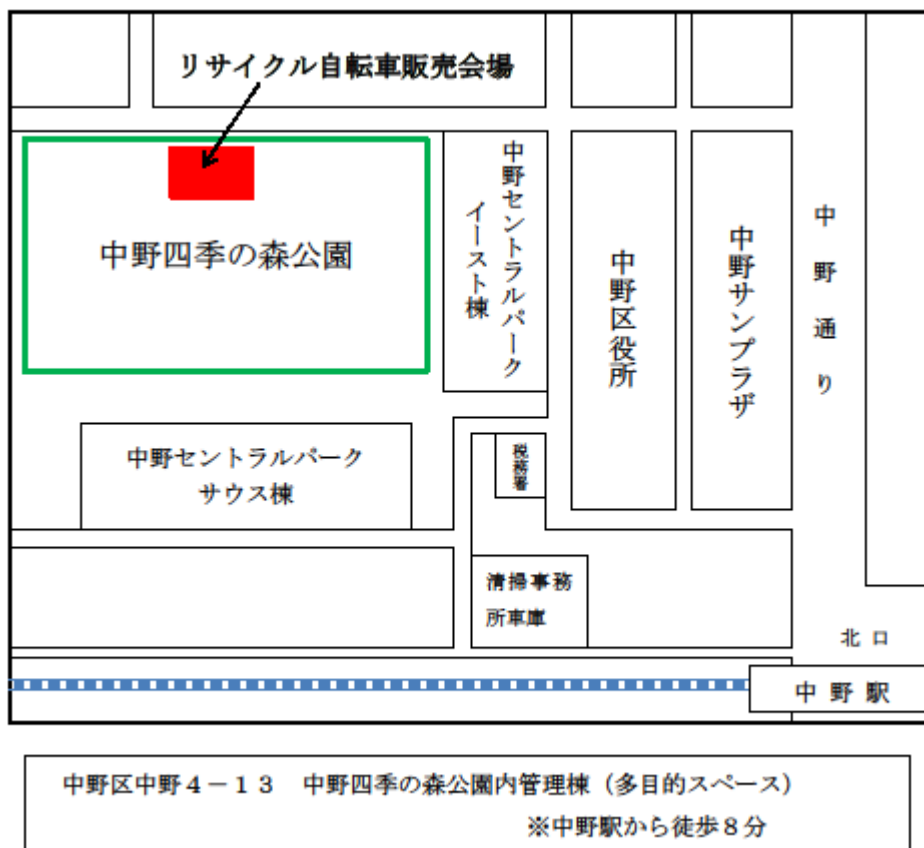 リサイクル自転車販売会場
中野四季の森公園
中野セントラルパーク
イースト棟
中野区役所
中野サンプラザ
中野通り
中野セントラルパーク
サウス棟
税務署
清掃事務
所車庫
北口
中野駅
中野区中野4-13 中野四季の森公園内管理棟(多目的スペース)
※中野駅から徒歩8分